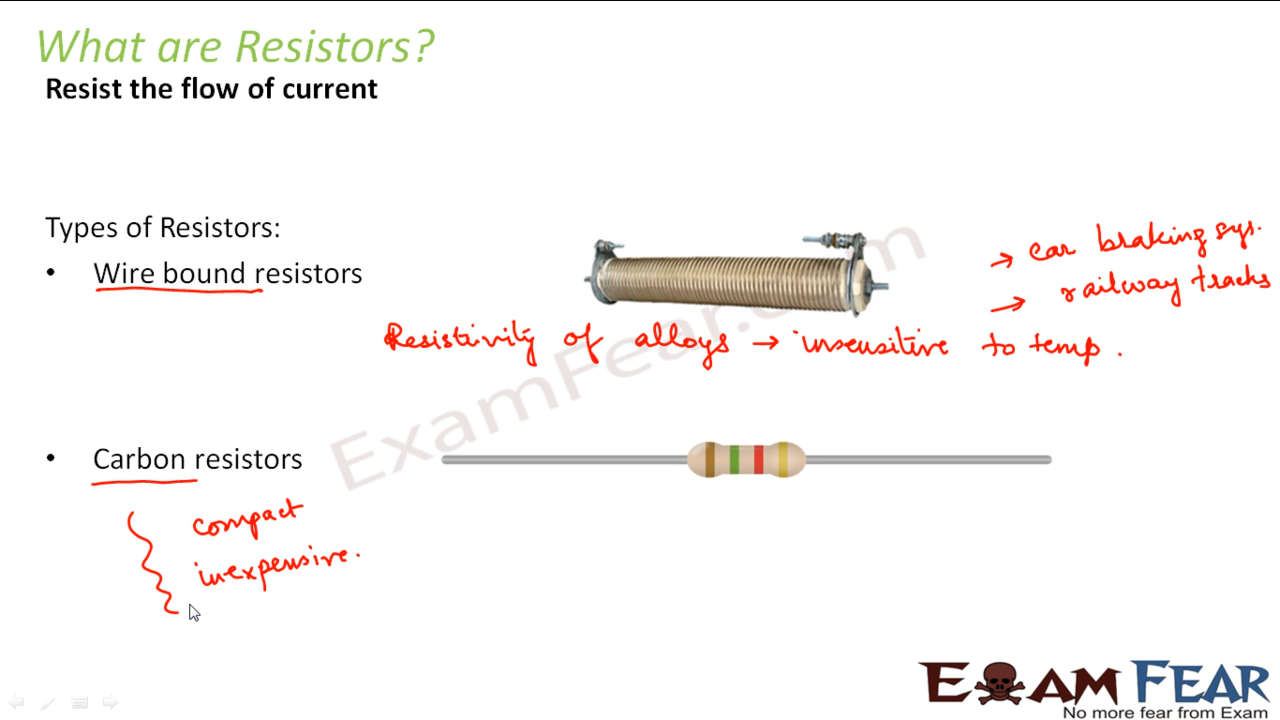 What are Resistors?
Resist the flow of current
Types of Resistors:
• Wire bound resistors
→ car braking sys.
→ railway tracks
Resistivity of alloys → insensitive to temp.
ExamFear.com
• Carbon resistors
compact
inexpensive.
EXAM FEAR
No more fear from Exam